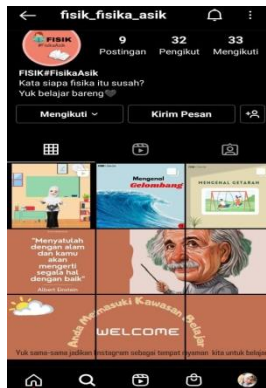 fisik_fisika_asik
FISIK
#FisikaAsik
9
Postingan
32
Pengikut
33
Mengikuti
FISIK#FisikaAsik
Kata siapa fisika itu susah?
Yuk belajar bareng🖤
Mengikuti
Kirim Pesan
Mengenal
Gelombang
MENGENAL GETARAN
"Menyatulah
dengan alam
dan kamu
akan
mengerti
segala hal
dengan baik"
Albert Einstein
Anda Memasuki Kawasan Belajar
WELCOME
Yuk sama-sama jadikan Instagram sebagai tempat nyaman kita untuk belajar